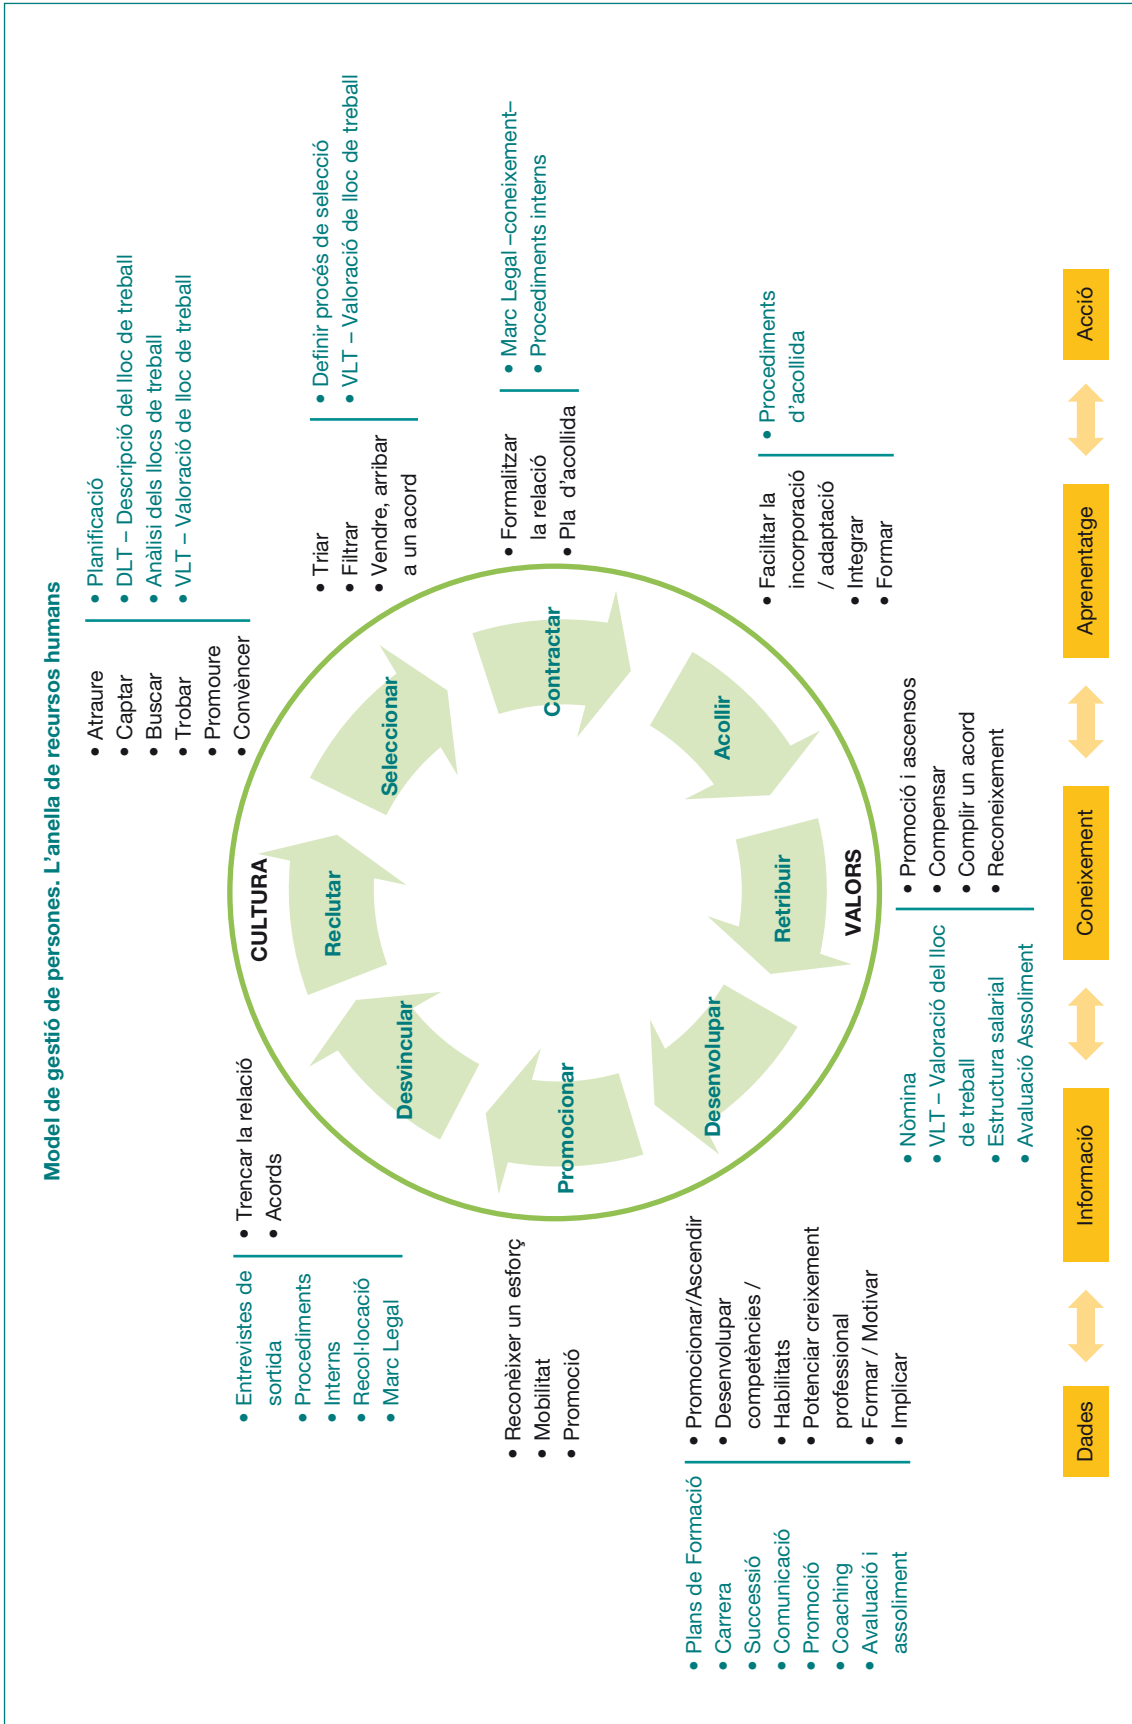 Model de gestió de persones. L'anella de recursos humans
• Atraure
• Captar
• Buscar
• Trobar
• Promoure
• Convèncer
• Planificació
• DLT – Descripció del lloc de treball
• Anàlisi dels llocs de treball
• VLT – Valoració de lloc de treball
• Triar
• Filtrar
• Vendre, arribar
a un acord
• Definir procés de selecció
• VLT – Valoració de lloc de treball
• Formalitzar
la relació
• Pla d'acollida
• Marc Legal –coneixement–
• Procediments interns
• Facilitar la
incorporació
/ adaptació
• Integrar
• Formar
• Procediments
d'acollida
• Promoció i ascensos
• Compensar
• Complir un acord
• Reconeixement
• Nòmina
• VLT – Valoració del lloc
de treball
• Estructura salarial
• Avaluació Assoliment
• Promocionar/Ascendir
• Desenvolupar
competències /
• Habilitats
• Potenciar creixement
professional
• Formar / Motivar
• Implicar
• Plans de Formació
• Carrera
• Successió
• Comunicació
• Promoció
• Coaching
• Avaluació i
assoliment
• Reconèixer un esforç
• Mobilitat
• Promoció
• Trencar la relació
• Acords
• Entrevistes de
sortida
• Procediments
• Interns
• Recol·locació
• Marc Legal
CULTURA
Reclutar
Seleccionar
Contractar
Acollir
Retribuir
VALORS
Desenvolupar
Promocionar
Desvincular
Dades
Informació
Coneixement
Aprenentatge
Acció